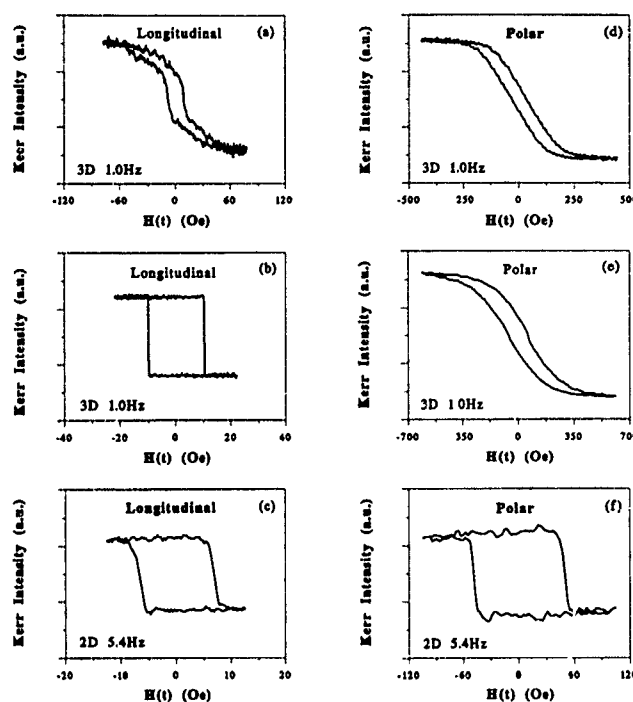 Kerr Intensity (a.u.)
Longitudinal
(a)
3D 1.0Hz
-120 -60 0 60 120
H(t) (Oe)
Kerr Intensity (a.u.)
Polar
(d)
3D 1.0Hz
-500 -250 0 250 500
H(t) (Oe)
Kerr Intensity (a.u.)
Longitudinal
(b)
3D 1.0Hz
-40 -20 0 20 40
H(t) (Oe)
Kerr Intensity (a.u.)
Polar
(e)
3D 1 0Hz
-700 350 0 350
H(t) (Oe)
Kerr Intensity (a.u.)
Longitudinal
(c)
2D 5.4Hz
-20 10 0 10 20
H(t) (Oe)
Kerr Intensity (a.u.)
Polar
(f)
2D 5.4Hz
-120 -60 0 60 120
H(t) (Oe)